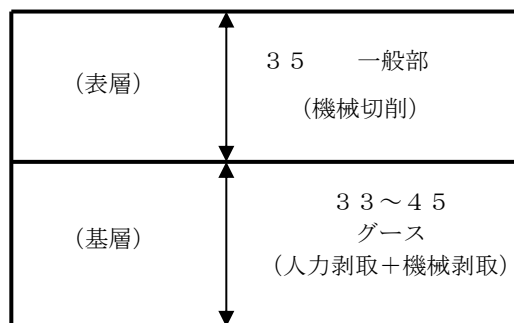 (表層)
35　一般部
(機械切削)
(基層)
33～45
グース
(人力剥取＋機械剥取)